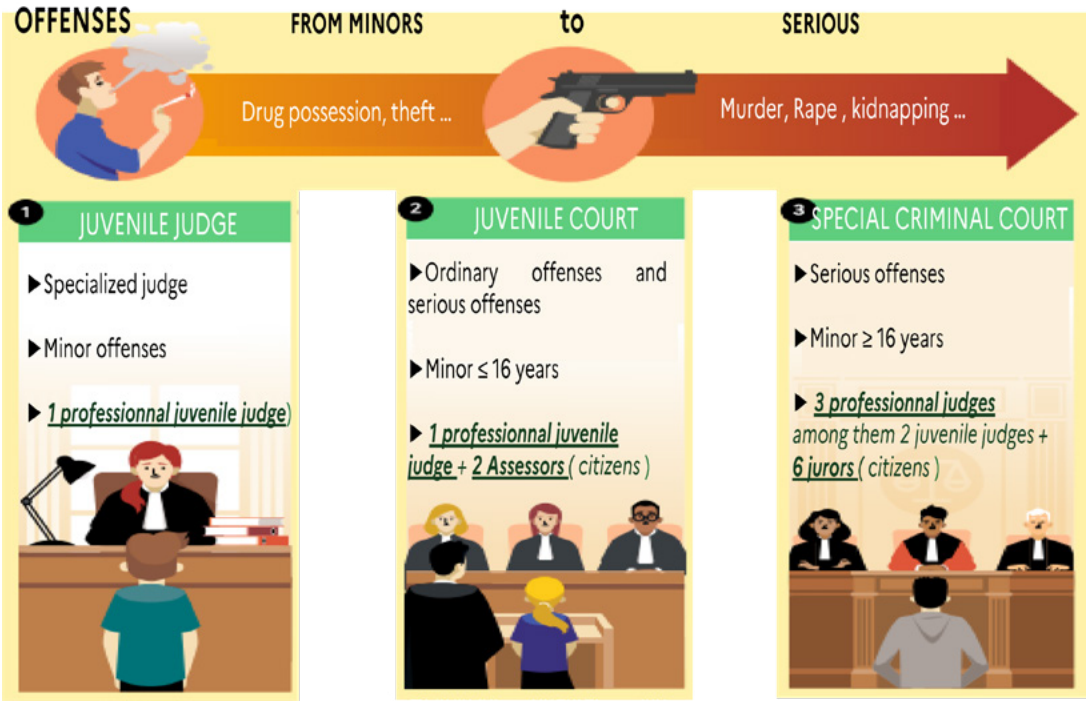 OFFENSES FROM MINORS to SERIOUS
Drug possession, theft ...
Murder, Rape , kidnapping ...
1
JUVENILE JUDGE
▶Specialized judge
▶Minor offenses
▶ 1 professionnal juvenile judge)
2
JUVENILE COURT
▶Ordinary offenses and
serious offenses
▶Minor ≤ 16 years
▶ 1 professionnal juvenile
judge + 2 Assessors ( citizens )
3
SPECIAL CRIMINAL COURT
▶Serious offenses
▶Minor ≥ 16 years
▶ 3 professionnal judges
among them 2 juvenile judges +
6 jurors ( citizens )